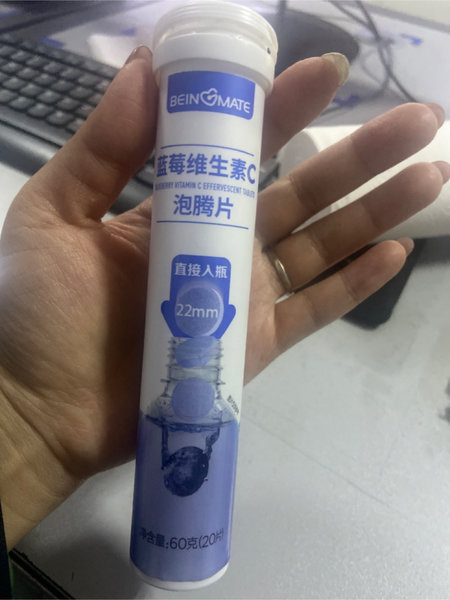 BEINGMATE
蓝莓维生素C
BLUEBERRY VITAMIN C EFFERVESCENT TABLETS
泡腾片
直接入瓶
22mm
净含量:60克(20片)